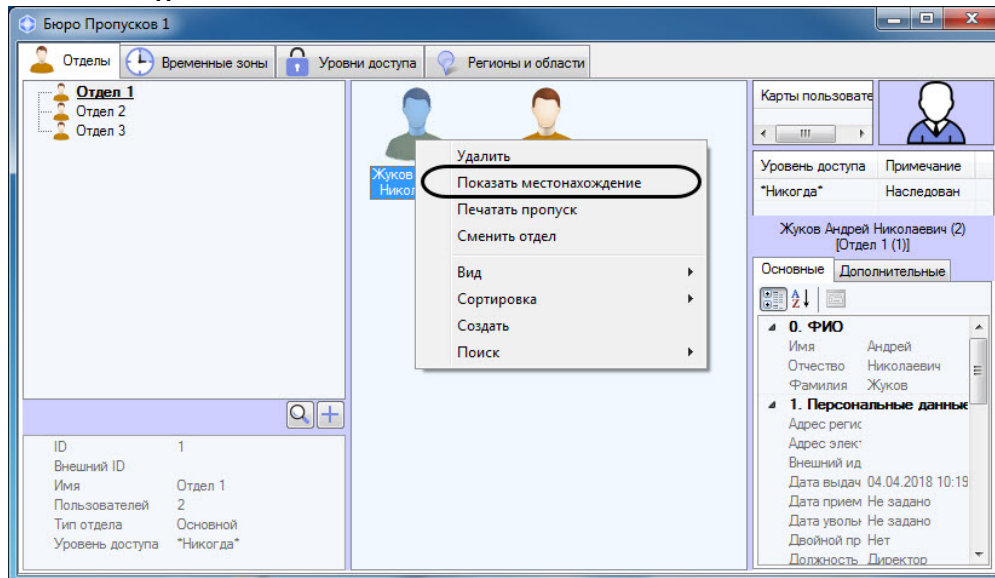 Бюро Пропусков 1
Отделы
Временные зоны
Уровни доступа
Регионы и области
Отдел 1
Отдел 2
Отдел 3
ID 1
Внешний ID
Имя Отдел 1
Пользователей 2
Тип отдела Основной
Уровень доступа *Никогда*
Жуков
Никол
Удалить
Показать местонахождение
Печатать пропуск
Сменить отдел
Вид
Сортировка
Создать
Поиск
Карты пользовате
Уровень доступа Примечание
*Никогда* Наследован
Жуков Андрей Николаевич (2)
[Отдел 1 (1)]
Основные Дополнительные
0. ФИО
Имя Андрей
Отчество Николаевич
Фамилия Жуков
1. Персональные данные
Адрес регис
Адрес элект
Внешний ид
Дата выдач 04.04.2018 10:19
Дата прием Не задано
Дата увольн Не задано
Двойной пр Нет
Должность Директор